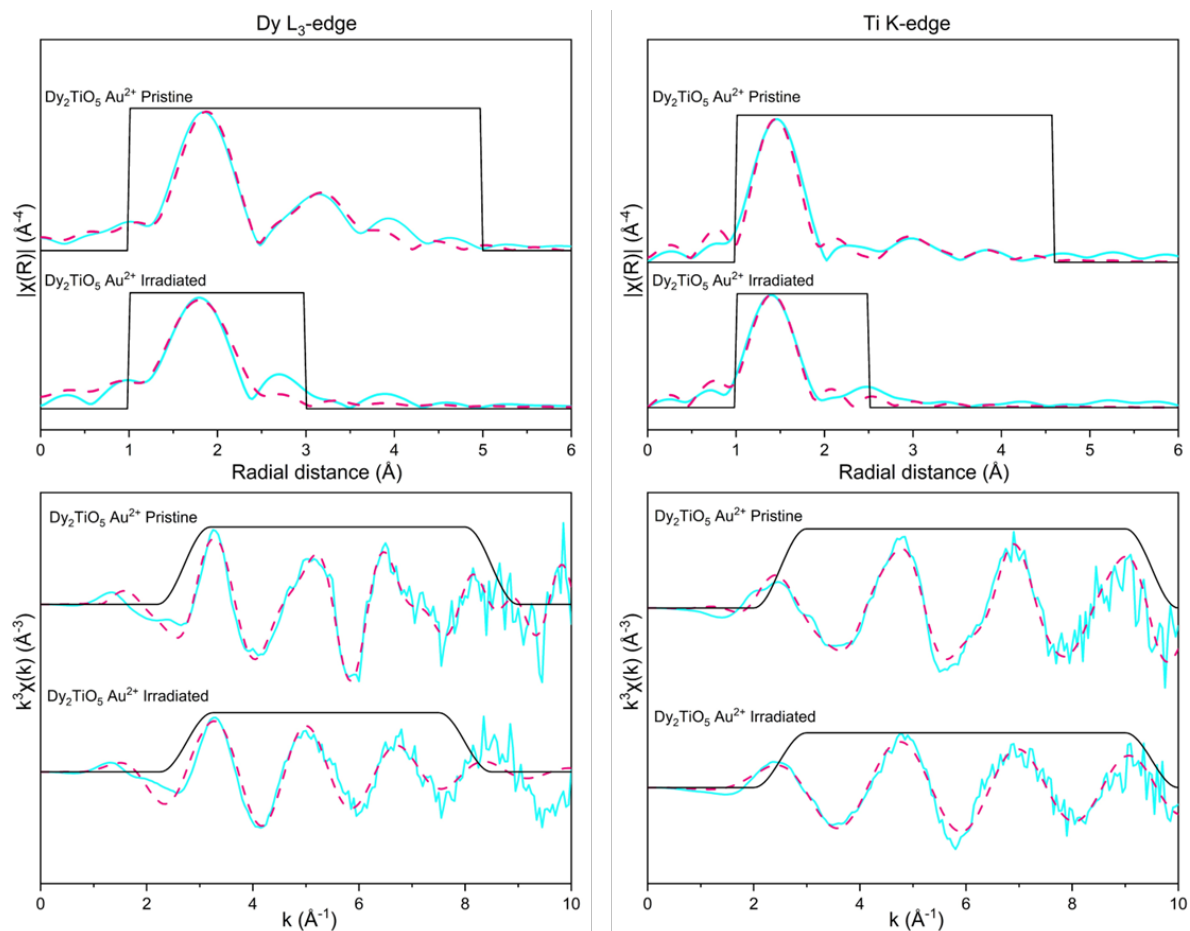 Dy L₃-edge
Dy₂TiO₅ Au²⁺ Pristine
Dy₂TiO₅ Au²⁺ Irradiated
|χ(R)| (Å⁻⁴)
0 1 2 3 4 5 6
Radial distance (Å)
Dy₂TiO₅ Au²⁺ Pristine
Dy₂TiO₅ Au²⁺ Irradiated
k³χ(k) (Å⁻³)
0 2 4 6 8 10
k (Å⁻¹)
Ti K-edge
Dy₂TiO₅ Au²⁺ Pristine
Dy₂TiO₅ Au²⁺ Irradiated
|χ(R)| (Å⁻⁴)
0 1 2 3 4 5 6
Radial distance (Å)
Dy₂TiO₅ Au²⁺ Pristine
Dy₂TiO₅ Au²⁺ Irradiated
k³χ(k) (Å⁻³)
0 2 4 6 8 10
k (Å⁻¹)